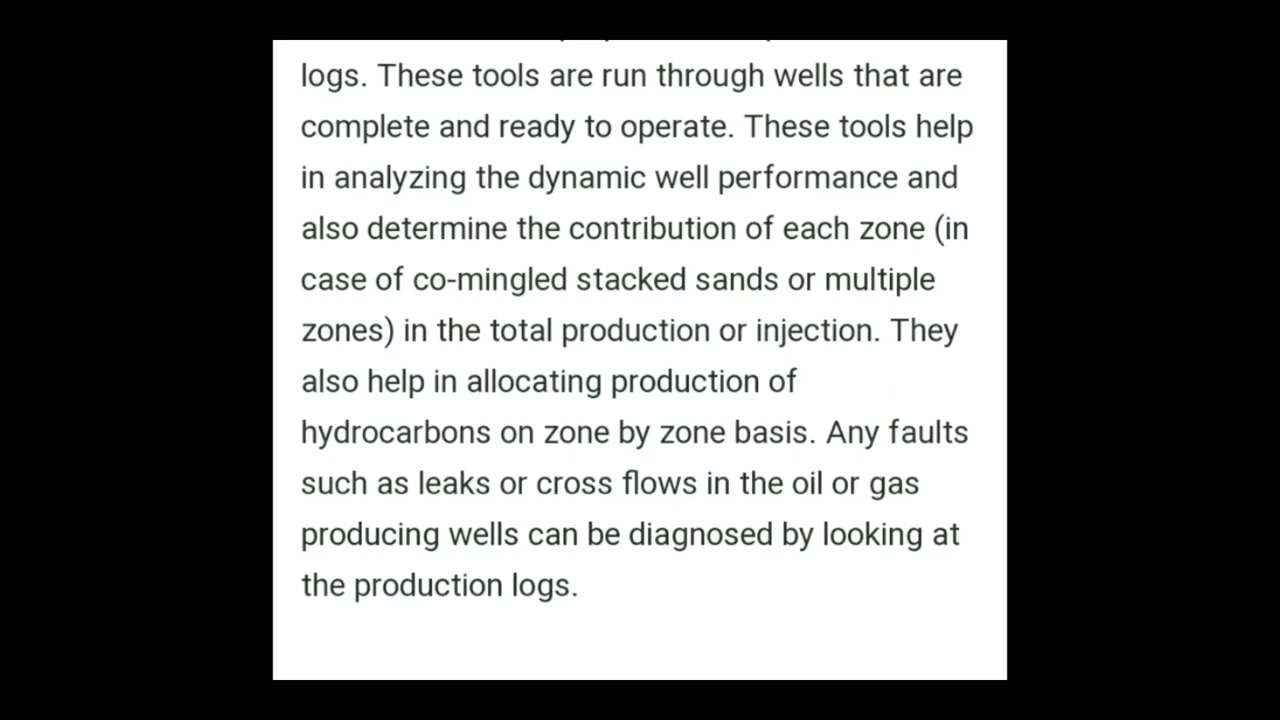 logs. These tools are run through wells that are
complete and ready to operate. These tools help
in analyzing the dynamic well performance and
also determine the contribution of each zone (in
case of co-mingled stacked sands or multiple
zones) in the total production or injection. They
also help in allocating production of
hydrocarbons on zone by zone basis. Any faults
such as leaks or cross flows in the oil or gas
producing wells can be diagnosed by looking at
the production logs.